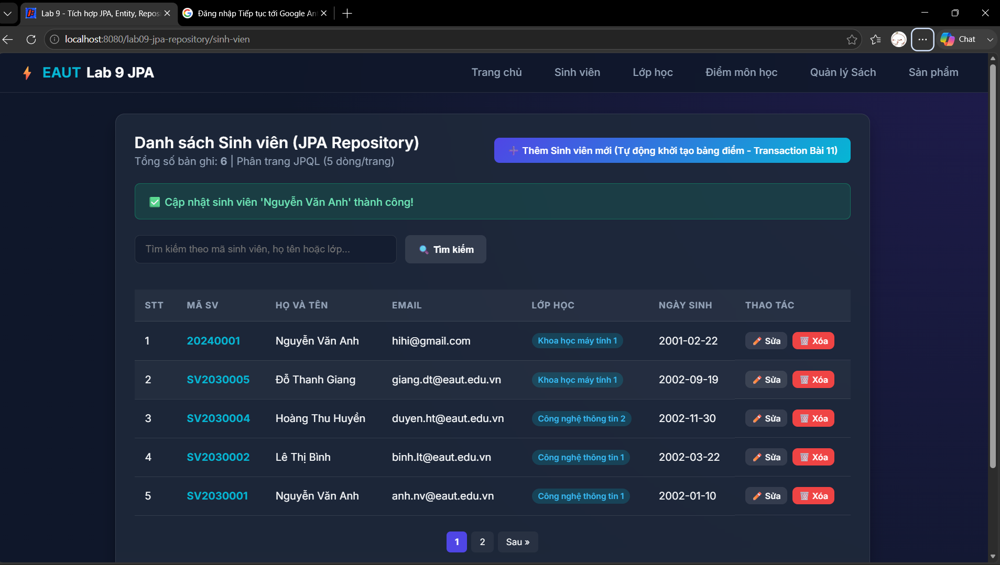 Lab 9 - Tích hợp JPA, Entity, Repos
Đăng nhập Tiếp tục tới Google An
localhost:8080/lab09-jpa-repository/sinh-vien
Chat
EAUT Lab 9 JPA
Trang chủ
Sinh viên
Lớp học
Điểm môn học
Quản lý Sách
Sản phẩm
Danh sách Sinh viên (JPA Repository)
Tổng số bản ghi: 6 | Phân trang JPQL (5 dòng/trang)
Thêm Sinh viên mới (Tự động khởi tạo bảng điểm - Transaction Bài 11)
Cập nhật sinh viên 'Nguyễn Văn Anh' thành công!
Tìm kiếm theo mã sinh viên, họ tên hoặc lớp...
Tìm kiếm
STT MÃ SV HỌ VÀ TÊN EMAIL LỚP HỌC NGÀY SINH THAO TÁC
1 20240001 Nguyễn Văn Anh hihi@gmail.com Khoa học máy tính 1 2001-02-22 Sửa Xóa
2 SV2030005 Đỗ Thanh Giang giang.dt@eaut.edu.vn Khoa học máy tính 1 2002-09-19 Sửa Xóa
3 SV2030004 Hoàng Thu Huyền duyen.ht@eaut.edu.vn Công nghệ thông tin 2 2002-11-30 Sửa Xóa
4 SV2030002 Lê Thị Bình binh.lt@eaut.edu.vn Công nghệ thông tin 1 2002-03-22 Sửa Xóa
5 SV2030001 Nguyễn Văn Anh anh.nv@eaut.edu.vn Công nghệ thông tin 1 2002-01-10 Sửa Xóa
1 2 Sau »